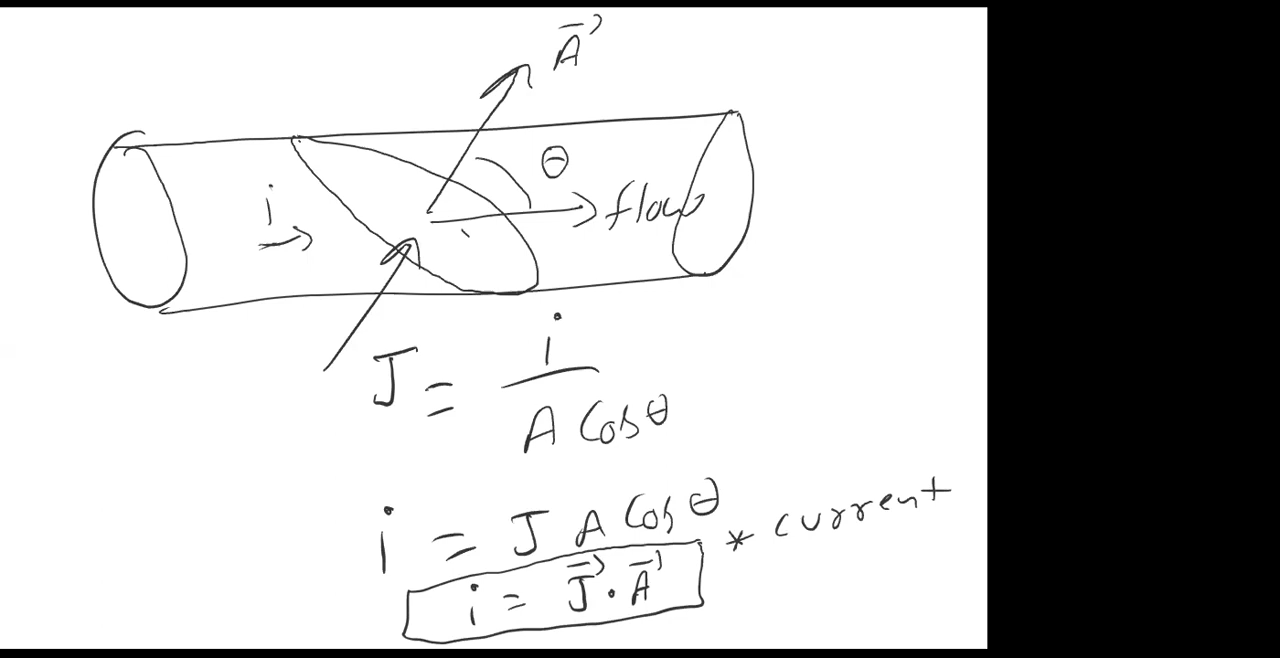 A⃗
θ
i
flow
J = i / A Cosθ
i = J A Cosθ
* current
i = J⃗ · A⃗